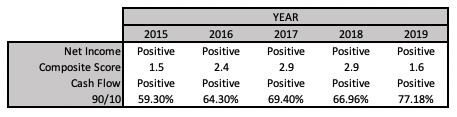 YEAR
2015 2016 2017 2018 2019
Net Income Positive Positive Positive Positive Positive
Composite Score 1.5 2.4 2.9 2.9 1.6
Cash Flow Positive Positive Positive Positive Positive
90/10 59.30% 64.30% 69.40% 66.96% 77.18%